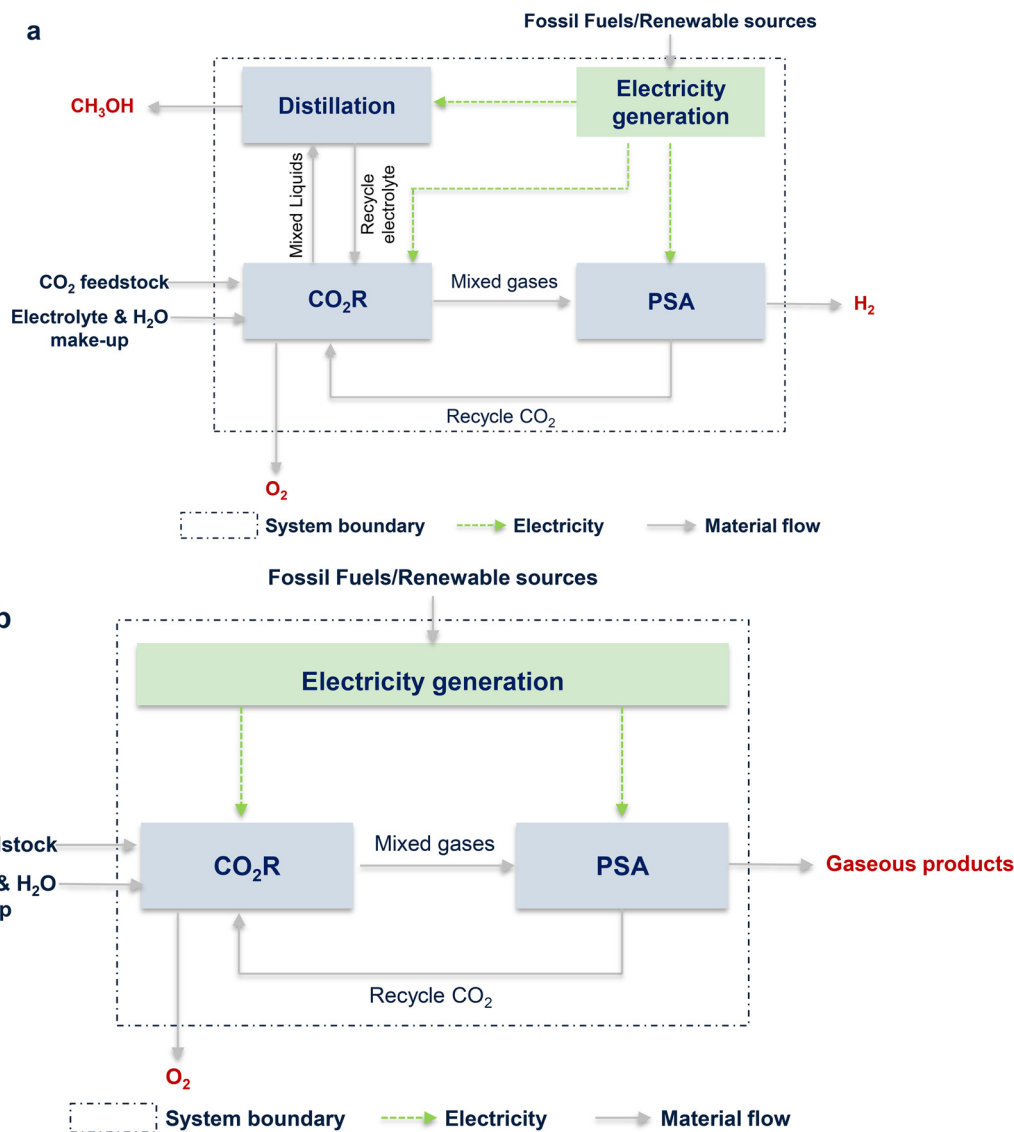 a
Fossil Fuels/Renewable sources
Distillation
Electricity
generation
CH₃OH
Mixed Liquids
Recycle
electrolyte
CO₂ feedstock
Electrolyte & H₂O
make-up
CO₂R
Mixed gases
PSA
H₂
Recycle CO₂
O₂
System boundary
Electricity
Material flow
Fossil Fuels/Renewable sources
b
Electricity generation
dstock
& H₂O
p
CO₂R
Mixed gases
PSA
Gaseous products
Recycle CO₂
O₂
System boundary
Electricity
Material flow